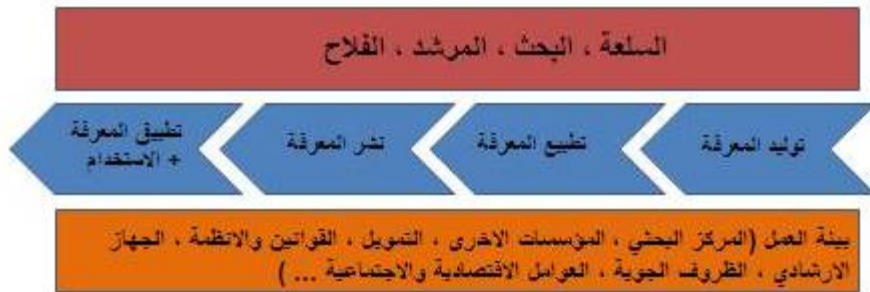 السلعة ، البحث ، المرشد ، الفلاح
توليد المعرفة
تطبيع المعرفة
نشر المعرفة
تطبيق المعرفة
+ الاستخدام
بيئة العمل (المركز البحثي ، المؤسسات الاخرى ، التمويل ، القوانين والانظمة ، الجهاز
الارشادي ، الظروف الجوية ، العوامل الاقتصادية والاجتماعية ... )